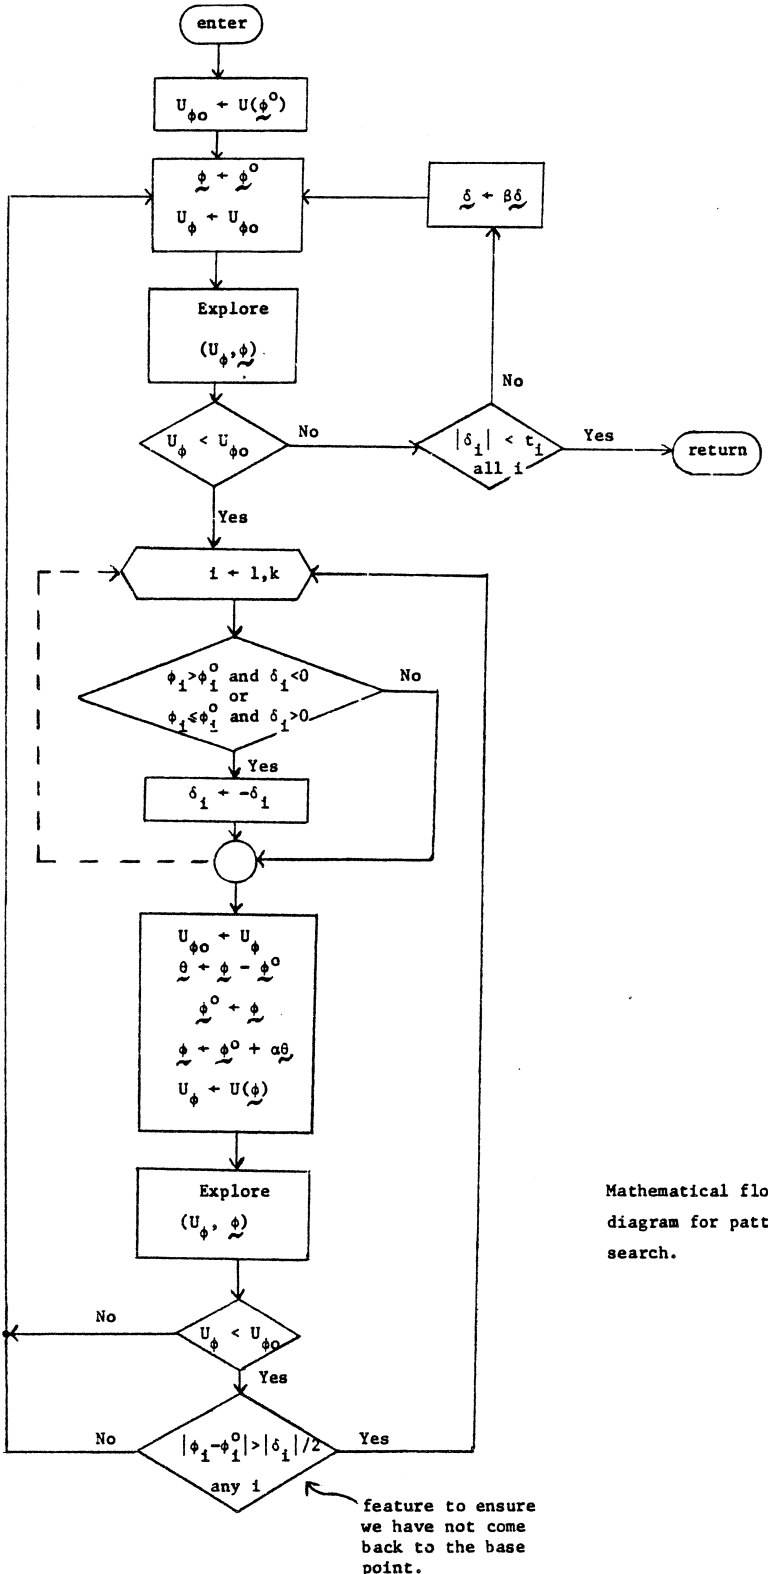 enter
U_φo ← U(φ̰°)
φ̰ ← φ̰°
U_φ ← U_φo
δ̰ ← βδ̰
Explore
(U_φ, φ̰)
No
U_φ < U_φo
No
|δ_i| < t_i
all i
Yes
return
Yes
i ← 1,k
φ_i>φ_i° and δ_i<0
or
φ_i≤φ_i° and δ_i>0
No
Yes
δ_i ← -δ_i
U_φo ← U_φ
θ̰ ← φ̰ - φ̰°
φ̰° ← φ̰
φ̰ ← φ̰° + αθ̰
U_φ ← U(φ̰)
Explore
(U_φ, φ̰)
Mathematical flo
diagram for patt
search.
No
U_φ < U_φo
Yes
No
|φ_i-φ_i°|>|δ_i|/2
any i
Yes
feature to ensure
we have not come
back to the base
point.